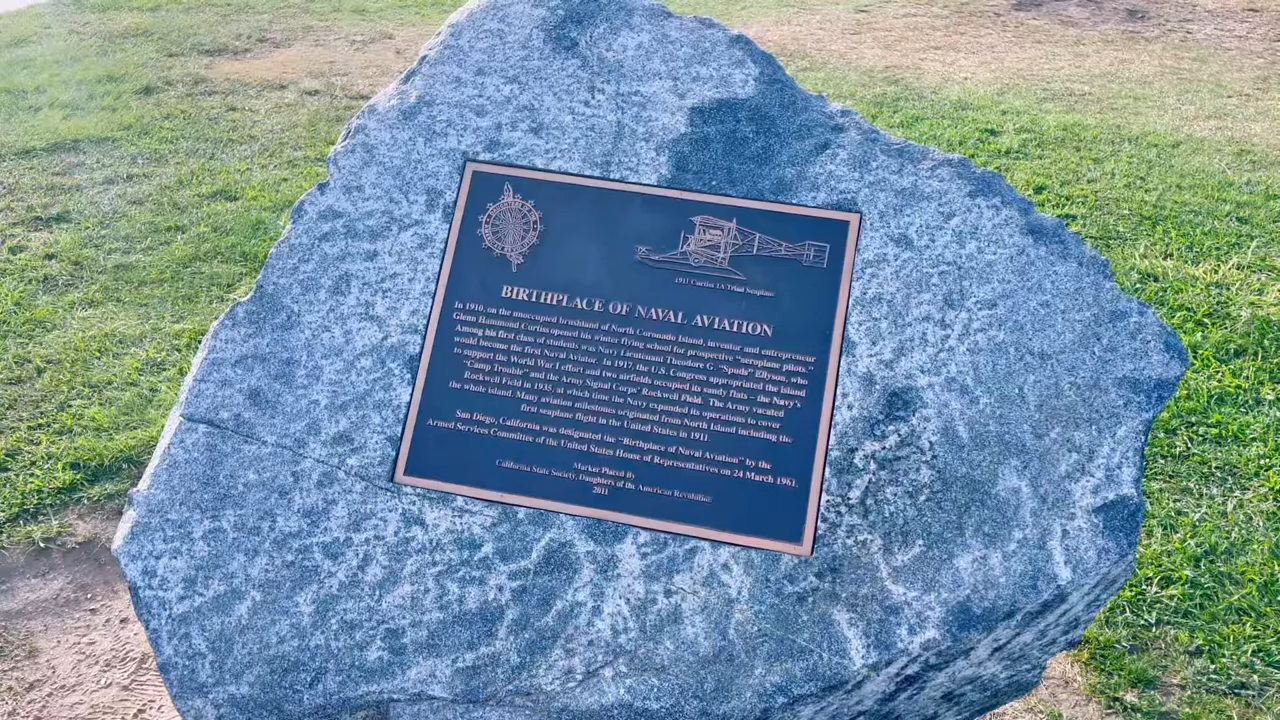 1911 Curtiss 1A Triad Seaplane
BIRTHPLACE OF NAVAL AVIATION
In 1910, on the unoccupied brushland of North Coronado Island, inventor and entrepreneur
Glenn Hammond Curtiss opened his winter flying school for prospective "aeroplane pilots."
Among his first class of students was Navy Lieutenant Theodore G. "Spuds" Ellyson, who
would become the first Naval Aviator. In 1917, the U.S. Congress appropriated the Island
to support the World War I effort and two airfields occupied its sandy flats – the Navy's
"Camp Trouble" and the Army Signal Corps' Rockwell Field. The Army vacated
Rockwell Field in 1935, at which time the Navy expanded its operations to cover
the whole island. Many aviation milestones originated from North Island including the
first seaplane flight in the United States in 1911.
San Diego, California was designated the "Birthplace of Naval Aviation" by the
Armed Services Committee of the United States House of Representatives on 24 March 1961.
Marker Placed By
California State Society, Daughters of the American Revolution
2011